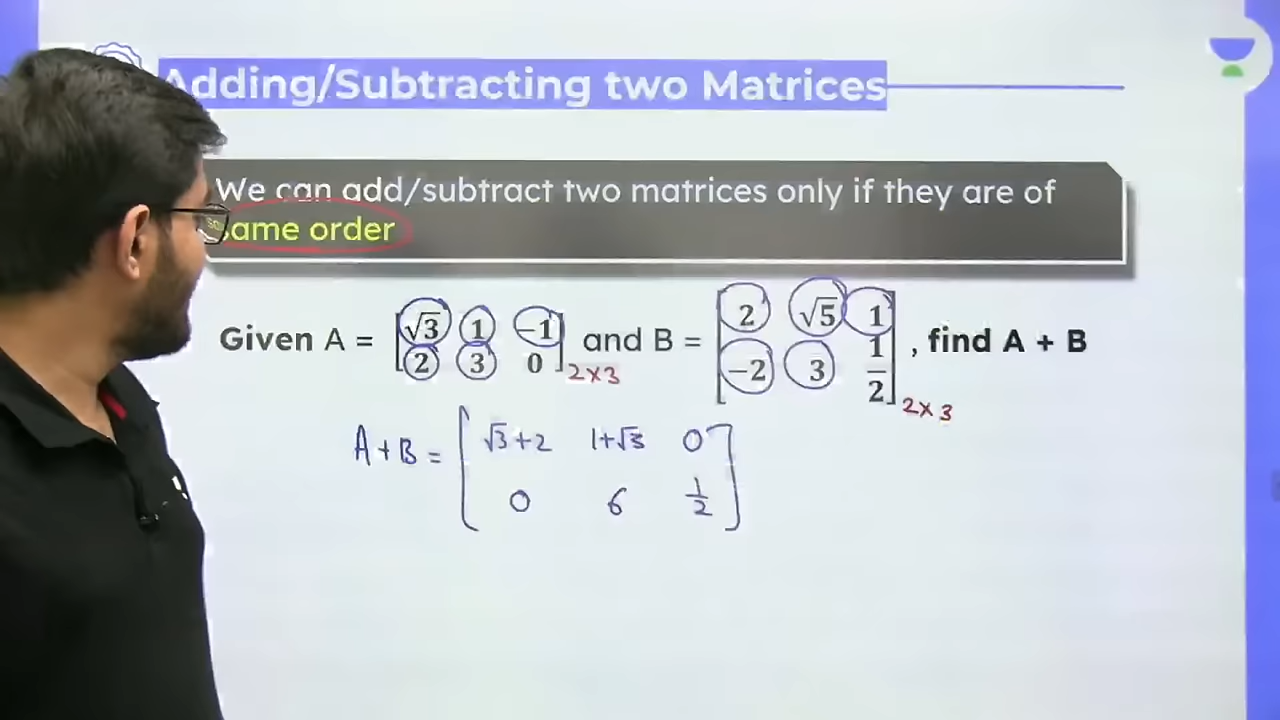 Adding/Subtracting two Matrices
We can add/subtract two matrices only if they are of
same order
Given A = [√3 1 −1; 2 3 0] 2×3 and B = [2 √5 1; −2 3 1/2] 2×3 , find A + B
A+B = [√3+2 1+√5 0; 0 6 1/2]